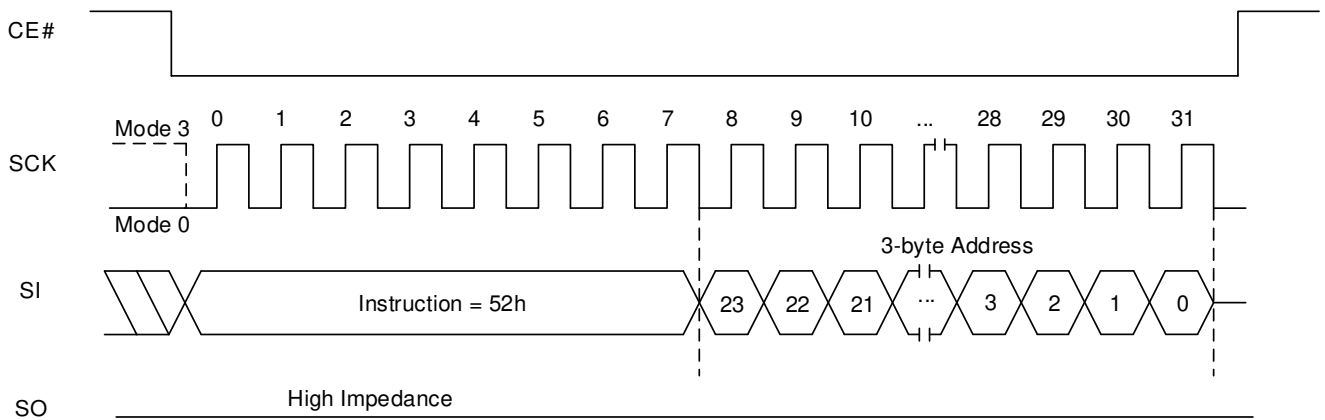 CE#
0 1 2 3 4 5 6 7 8 9 10 ... 28 29 30 31
Mode 3
SCK
Mode 0
3-byte Address
SI
Instruction = 52h
23 22 21 ... 3 2 1 0
High Impedance
SO